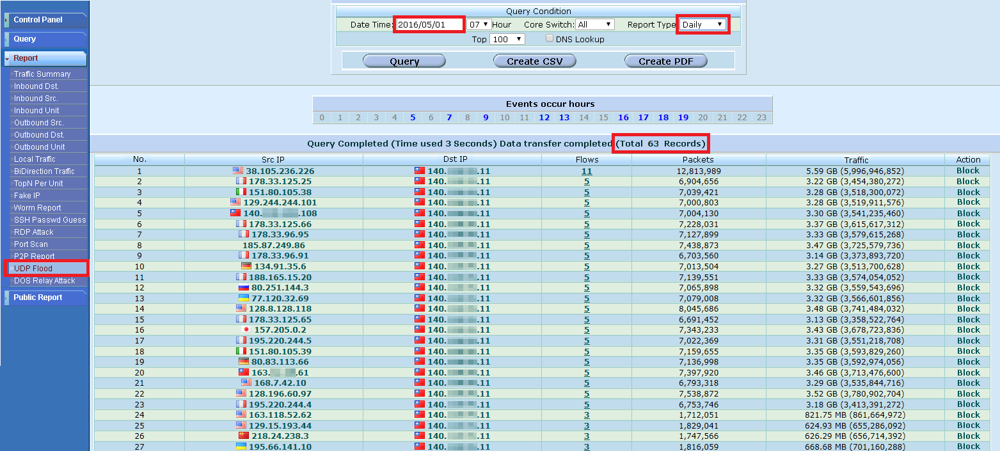 Control Panel
Query
Report
Traffic Summary
Inbound Dst.
Inbound Src.
Inbound Unit
Outbound Src.
Outbound Dst.
Outbound Unit
Local Traffic
BiDirection Traffic
TopN Per Unit
Fake IP
Worm Report
SSH Passwd Guess
RDP Attack
Port Scan
P2P Report
UDP Flood
DOS Relay Attack
Public Report
Query Condition
Date Time: 2016/05/01 07 Hour Core Switch: All Report Type Daily
Top 100 DNS Lookup
Query Create CSV Create PDF
Events occur hours
0 1 2 3 4 5 6 7 8 9 10 11 12 13 14 15 16 17 18 19 20 21 22 23
Query Completed (Time used 3 Seconds) Data transfer completed (Total 63 Records)
No. Src IP Dst IP Flows Packets Traffic Action
1 38.105.236.226 140. .11 11 12,813,989 5.59 GB (5,996,946,852) Block
2 178.33.125.25 140. .11 5 6,904,656 3.22 GB (3,454,380,272) Block
3 151.80.105.38 140. .11 5 7,039,421 3.28 GB (3,518,300,072) Block
4 129.244.244.101 140. .11 5 7,000,803 3.28 GB (3,519,911,576) Block
5 140. .108 140. .11 5 7,004,130 3.30 GB (3,541,235,460) Block
6 178.33.125.66 140. .11 5 7,228,031 3.37 GB (3,615,617,312) Block
7 178.33.96.95 140. .11 5 7,127,899 3.33 GB (3,579,615,268) Block
8 185.87.249.86 140. .11 5 7,438,873 3.47 GB (3,725,579,736) Block
9 178.33.96.91 140. .11 5 6,703,560 3.14 GB (3,373,893,720) Block
10 134.91.35.6 140. .11 5 7,013,504 3.27 GB (3,513,700,628) Block
11 188.165.15.20 140. .11 5 7,139,551 3.33 GB (3,574,054,052) Block
12 80.251.144.3 140. .11 5 7,065,898 3.32 GB (3,559,543,696) Block
13 77.120.32.69 140. .11 5 7,079,008 3.32 GB (3,566,601,856) Block
14 128.8.128.118 140. .11 5 8,045,686 3.48 GB (3,741,484,032) Block
15 178.33.125.65 140. .11 5 6,691,452 3.13 GB (3,358,522,764) Block
16 157.205.0.2 140. .11 5 7,343,233 3.43 GB (3,678,723,836) Block
17 195.220.244.5 140. .11 5 7,022,369 3.31 GB (3,551,218,708) Block
18 151.80.105.39 140. .11 5 7,159,655 3.35 GB (3,593,829,260) Block
19 80.83.113.66 140. .11 5 7,136,998 3.35 GB (3,592,974,056) Block
20 163. .61 140. .11 5 7,397,920 3.46 GB (3,713,476,600) Block
21 168.7.42.10 140. .11 5 6,793,318 3.29 GB (3,535,844,716) Block
22 128.196.60.97 140. .11 5 7,538,872 3.52 GB (3,780,902,704) Block
23 195.220.244.4 140. .11 5 6,753,746 3.18 GB (3,413,391,272) Block
24 163.118.52.62 140. .11 3 1,712,051 821.75 MB (861,664,972) Block
25 129.15.193.44 140. .11 3 1,829,041 624.93 MB (655,286,092) Block
26 218.24.238.3 140. .11 3 1,747,566 626.29 MB (656,714,392) Block
27 195.66.141.10 140. .11 3 1,816,059 668.68 MB (701,160,288) Block